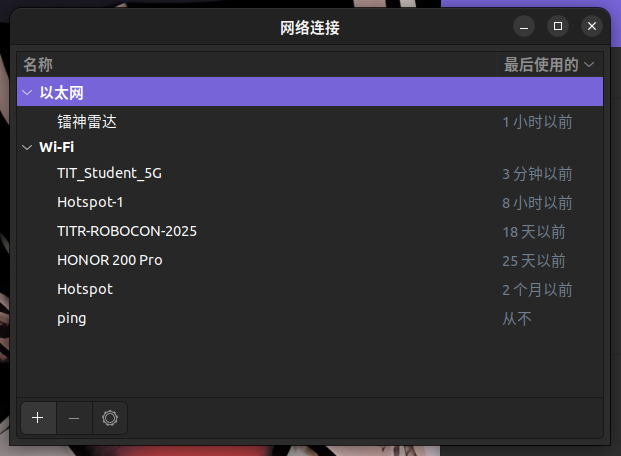 网络连接
名称 最后使用的
以太网
镭神雷达 1 小时以前
Wi-Fi
TIT_Student_5G 3 分钟以前
Hotspot-1 8 小时以前
TITR-ROBOCON-2025 18 天以前
HONOR 200 Pro 25 天以前
Hotspot 2 个月以前
ping 从不